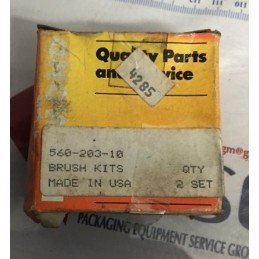 Quality Parts
and Service
4285
560-203-10
BRUSH KITS QTY
MADE IN USA 2 SET
PACKAGING EQUIPMENT SERVICE GRO